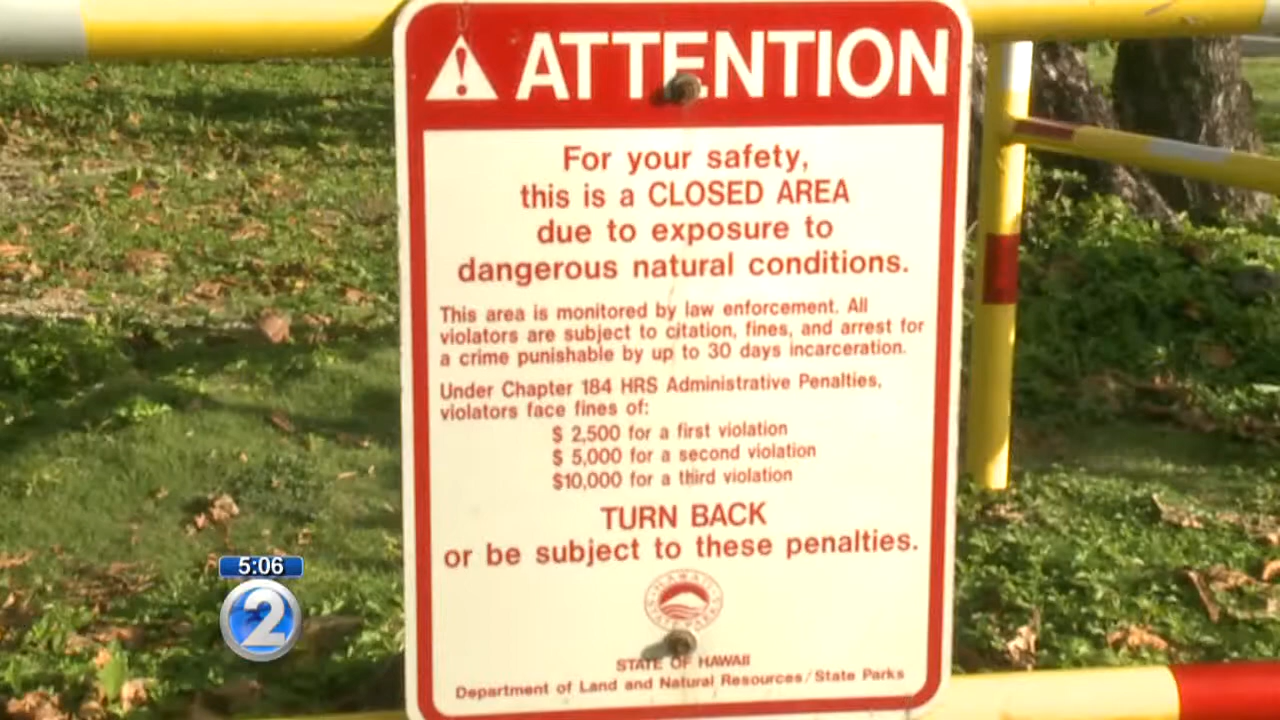 ATTENTION
For your safety,
this is a CLOSED AREA
due to exposure to
dangerous natural conditions.
This area is monitored by law enforcement. All
violators are subject to citation, fines, and arrest for
a crime punishable by up to 30 days incarceration.
Under Chapter 184 HRS Administrative Penalties,
violators face fines of:
$ 2,500 for a first violation
$ 5,000 for a second violation
$10,000 for a third violation
TURN BACK
or be subject to these penalties.
HAWAII
STATE PARKS
STATE OF HAWAII
Department of Land and Natural Resources/State Parks
5:06
2